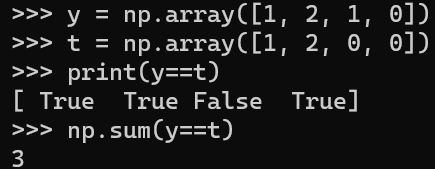 >>> y = np.array([1, 2, 1, 0])
>>> t = np.array([1, 2, 0, 0])
>>> print(y==t)
[ True  True False  True]
>>> np.sum(y==t)
3